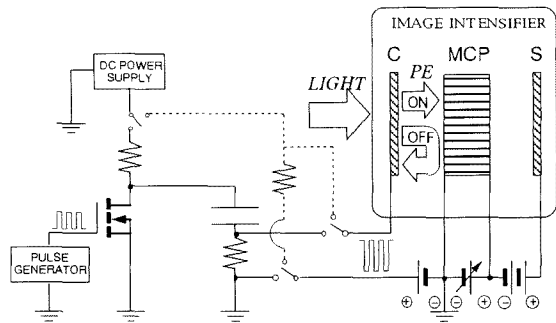 IMAGE INTENSIFIER
C MCP S
DC POWER
SUPPLY
LIGHT
PE
ON
OFF
PULSE
GENERATOR
⊕ ⊖ ⊖ ⊕ ⊖ ⊕